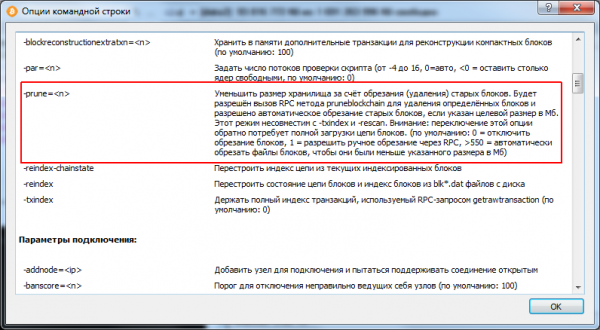 Опции командной строки
-blockreconstructionextratxn=<n> Хранить в памяти дополнительные транзакции для реконструкции компактных блоков
(по умолчанию: 100)
-par=<n> Задать число потоков проверки скрипта (от -4 до 16, 0=авто, <0 = оставить столько
ядер свободными, по умолчанию: 0)
-prune=<n> Уменьшить размер хранилища за счёт обрезания (удаления) старых блоков. Будет
разрешён вызов RPC метода pruneblockchain для удаления определённых блоков и
разрешено автоматическое обрезание старых блоков, если указан целевой размер в Мб.
Этот режим несовместим с -txindex и -rescan. Внимание: переключение этой опции
обратно потребует полной загрузки цепи блоков. (по умолчанию: 0 = отключить
обрезание блоков, 1 = разрешить ручное обрезание через RPC, >550 = автоматически
обрезать файлы блоков, чтобы они были меньше указанного размера в Мб)
-reindex-chainstate Перестроить индекс цепи из текущих индексированных блоков
-reindex Перестроить состояние цепи блоков и индекс блоков из blk*.dat файлов с диска
-txindex Держать полный индекс транзакций, используемый RPC-запросом getrawtransaction (по
умолчанию: 0)
Параметры подключения:
-addnode=<ip> Добавить узел для подключения и пытаться поддерживать соединение открытым
-banscore=<n> Порог для отключения неправильно ведущих себя узлов (по умолчанию: 100)
OK